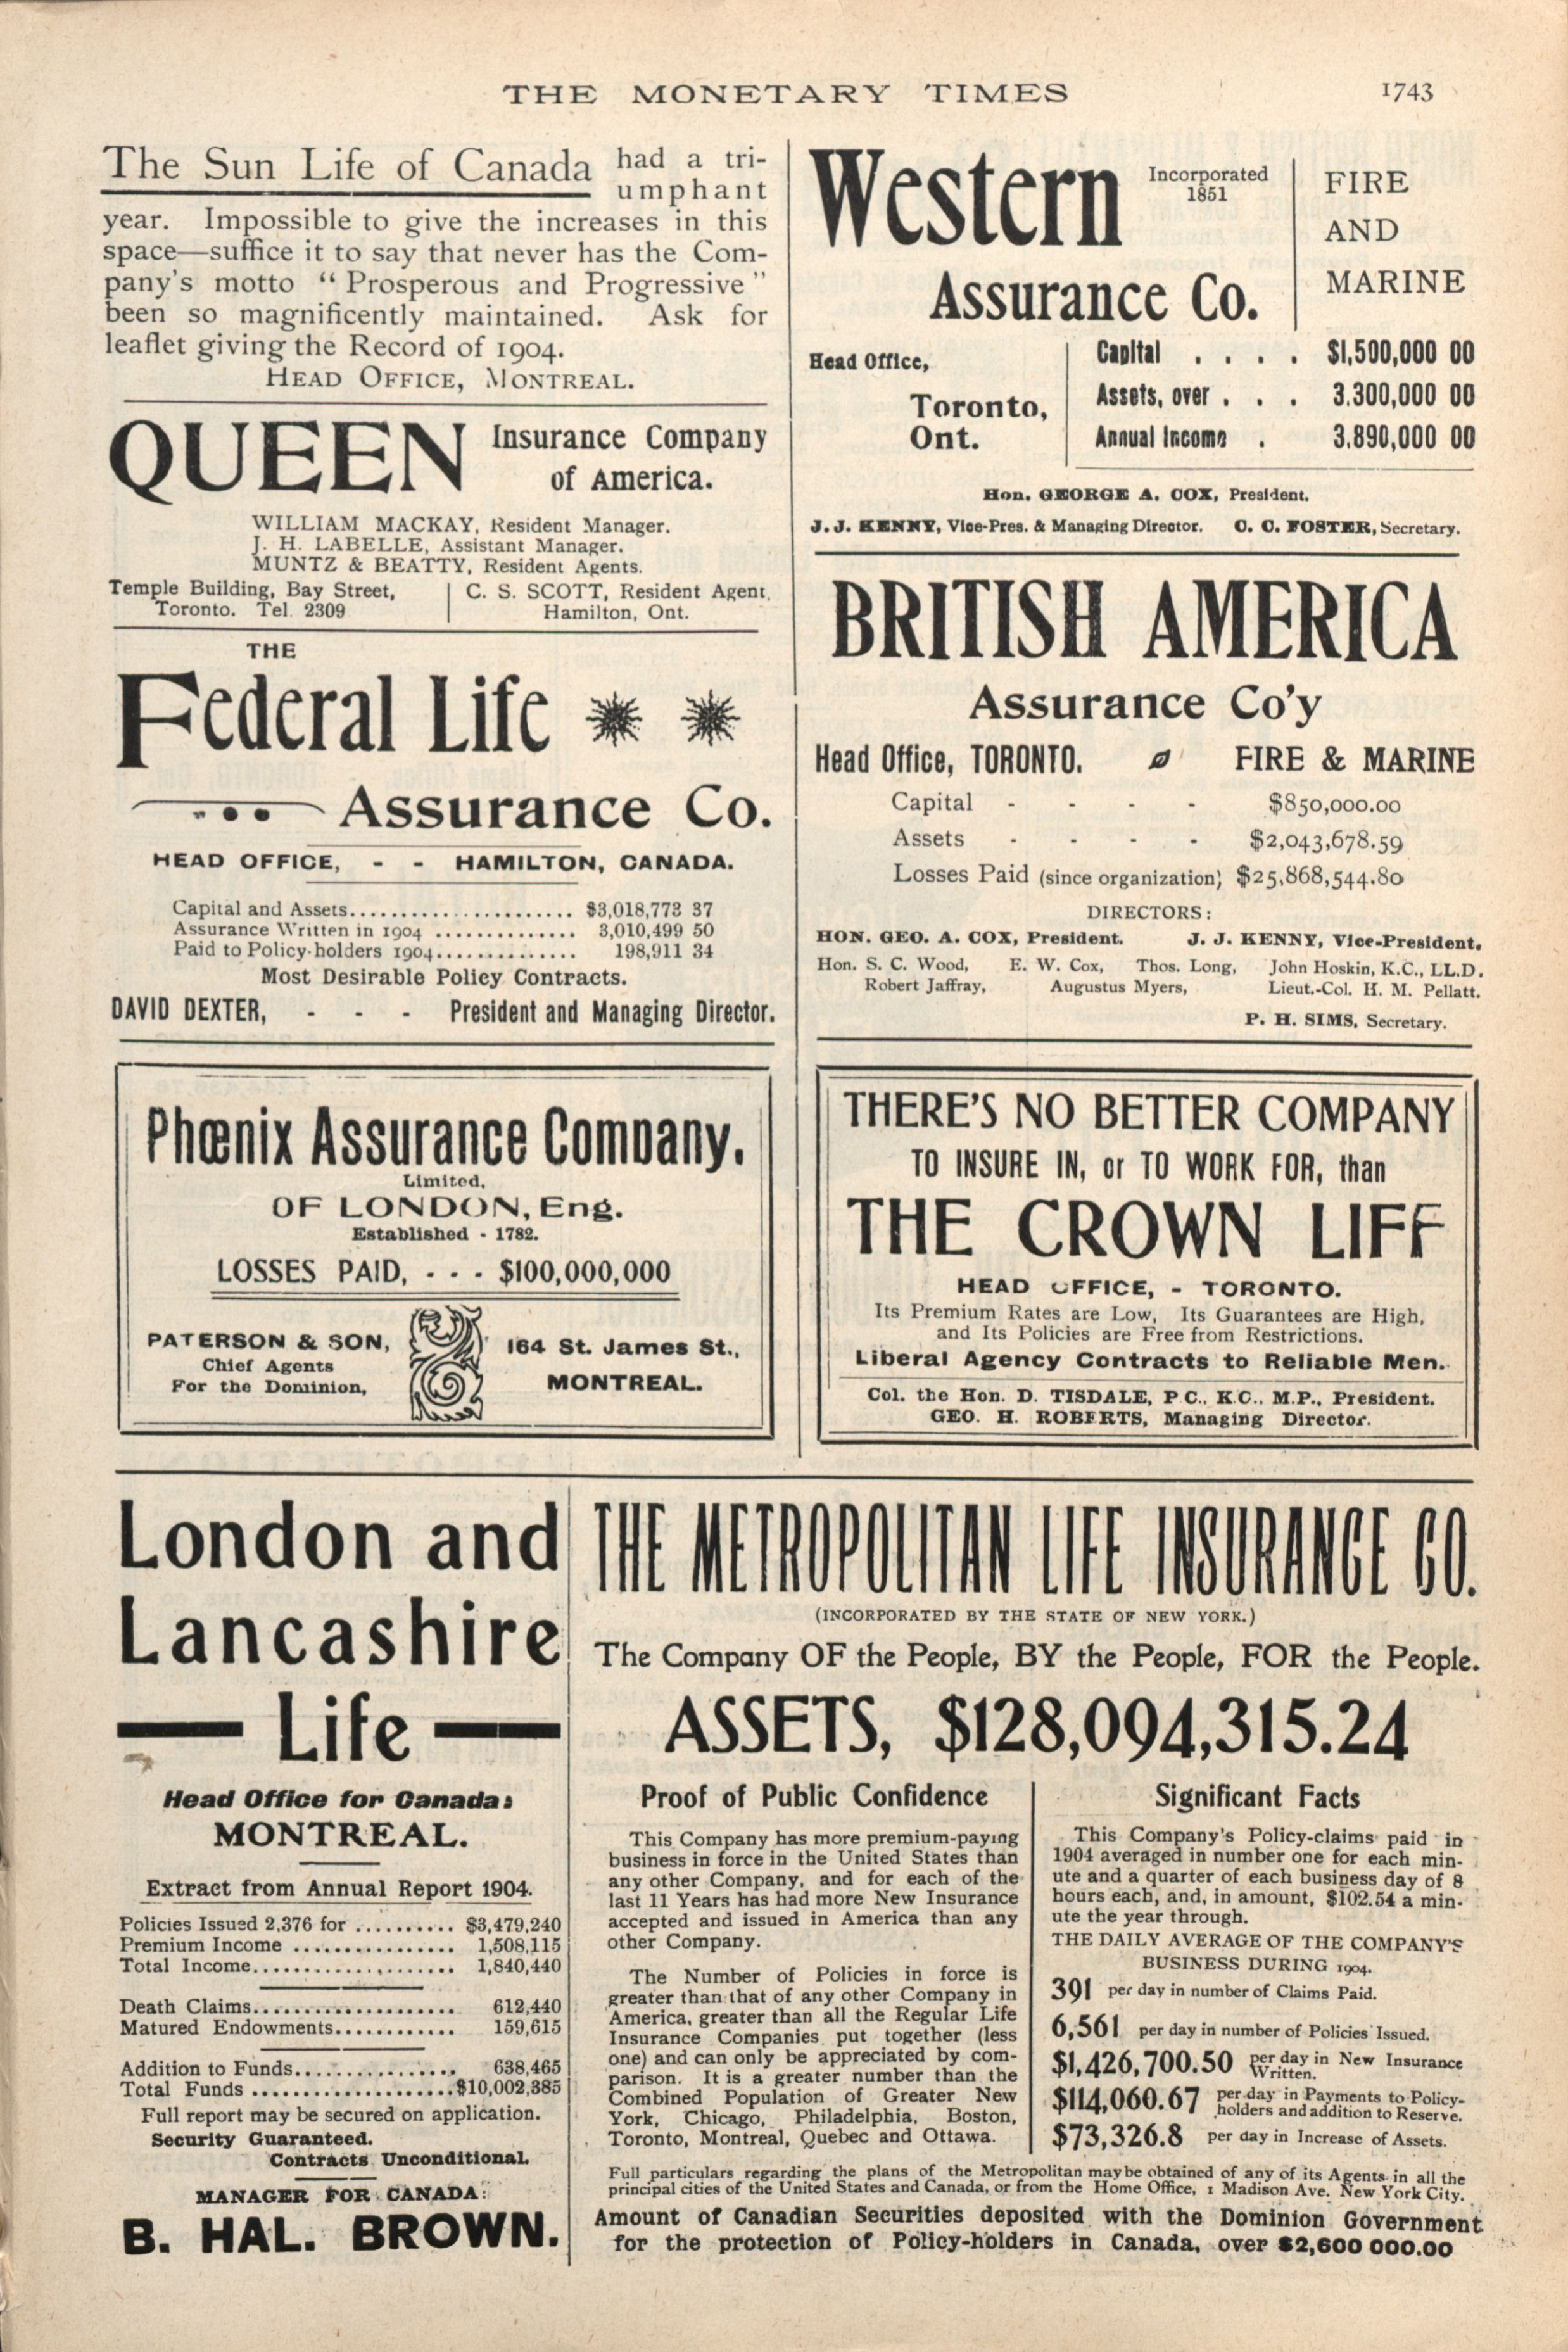 THE MONETARY TIMES 1743
The Sun Life of Canada had a tri-
umphant
year. Impossible to give the increases in this
space—suffice it to say that never has the Com-
pany's motto "Prosperous and Progressive"
been so magnificently maintained. Ask for
leaflet giving the Record of 1904.
HEAD OFFICE, MONTREAL.
QUEEN Insurance Company
of America.
WILLIAM MACKAY, Resident Manager.
J. H. LABELLE, Assistant Manager.
MUNTZ & BEATTY, Resident Agents.
Temple Building, Bay Street,
Toronto. Tel. 2309
C. S. SCOTT, Resident Agent,
Hamilton, Ont.
THE
Federal Life
Assurance Co.
HEAD OFFICE, - - HAMILTON, CANADA.
Capital and Assets...................... $3,018,773 37
Assurance Written in 1904 .............. 3,010,499 50
Paid to Policy-holders 1904.............. 198,911 34
Most Desirable Policy Contracts.
DAVID DEXTER, - - - President and Managing Director.
Phœnix Assurance Company,
Limited,
OF LONDON, Eng.
Established - 1782.
LOSSES PAID, - - - $100,000,000
PATERSON & SON,
Chief Agents
For the Dominion,
164 St. James St.,
MONTREAL.
Western
Assurance Co.
Incorporated
1851
FIRE
AND
MARINE
Head Office,
Toronto,
Ont.
Capital . . . . $1,500,000 00
Assets, over . . . 3.300,000 00
Annual Income . 3.890,000 00
Hon. GEORGE A. COX, President.
J. J. KENNY, Vice-Pres. & Managing Director. C. C. FOSTER, Secretary.
BRITISH AMERICA
Assurance Co'y
Head Office, TORONTO. FIRE & MARINE
Capital - - - - $850,000.00
Assets - - - - $2,043,678.59
Losses Paid (since organization) $25,868,544.80
DIRECTORS:
HON. GEO. A. COX, President. J. J. KENNY, Vice-President.
Hon. S. C. Wood, E. W. Cox, Thos. Long, John Hoskin, K.C., LL.D.
Robert Jaffray, Augustus Myers, Lieut.-Col. H. M. Pellatt.
P. H. SIMS, Secretary.
THERE'S NO BETTER COMPANY
TO INSURE IN, or TO WORK FOR, than
THE CROWN LIFE
HEAD OFFICE, - TORONTO.
Its Premium Rates are Low, Its Guarantees are High,
and Its Policies are Free from Restrictions.
Liberal Agency Contracts to Reliable Men.
Col. the Hon. D. TISDALE, P C., K.C., M.P., President.
GEO. H. ROBERTS, Managing Director.
London and
Lancashire
Life
Head Office for Canada:
MONTREAL.
Extract from Annual Report 1904.
Policies Issued 2,376 for .......... $3,479,240
Premium Income ................ 1,508,115
Total Income.................... 1,840,440
Death Claims.................... 612,440
Matured Endowments............ 159,615
Addition to Funds................ 638,465
Total Funds ....................$10,002,385
Full report may be secured on application.
Security Guaranteed.
Contracts Unconditional.
MANAGER FOR CANADA:
B. HAL. BROWN.
THE METROPOLITAN LIFE INSURANCE CO.
(INCORPORATED BY THE STATE OF NEW YORK.)
The Company OF the People, BY the People, FOR the People.
ASSETS, $128,094,315.24
Proof of Public Confidence
This Company has more premium-paying
business in force in the United States than
any other Company, and for each of the
last 11 Years has had more New Insurance
accepted and issued in America than any
other Company.
The Number of Policies in force is
greater than that of any other Company in
America, greater than all the Regular Life
Insurance Companies put together (less
one) and can only be appreciated by com-
parison. It is a greater number than the
Combined Population of Greater New
York, Chicago, Philadelphia, Boston,
Toronto, Montreal, Quebec and Ottawa.
Significant Facts
This Company's Policy-claims paid in
1904 averaged in number one for each min-
ute and a quarter of each business day of 8
hours each, and, in amount, $102.54 a min-
ute the year through.
THE DAILY AVERAGE OF THE COMPANY'S
BUSINESS DURING 1904.
391 per day in number of Claims Paid.
6,561 per day in number of Policies Issued.
$1,426,700.50 per day in New Insurance
Written.
$114,060.67 per day in Payments to Policy-
holders and addition to Reserve.
$73,326.8 per day in Increase of Assets.
Full particulars regarding the plans of the Metropolitan may be obtained of any of its Agents in all the
principal cities of the United States and Canada, or from the Home Office, 1 Madison Ave. New York City.
Amount of Canadian Securities deposited with the Dominion Government
for the protection of Policy-holders in Canada, over $2,600 000.00